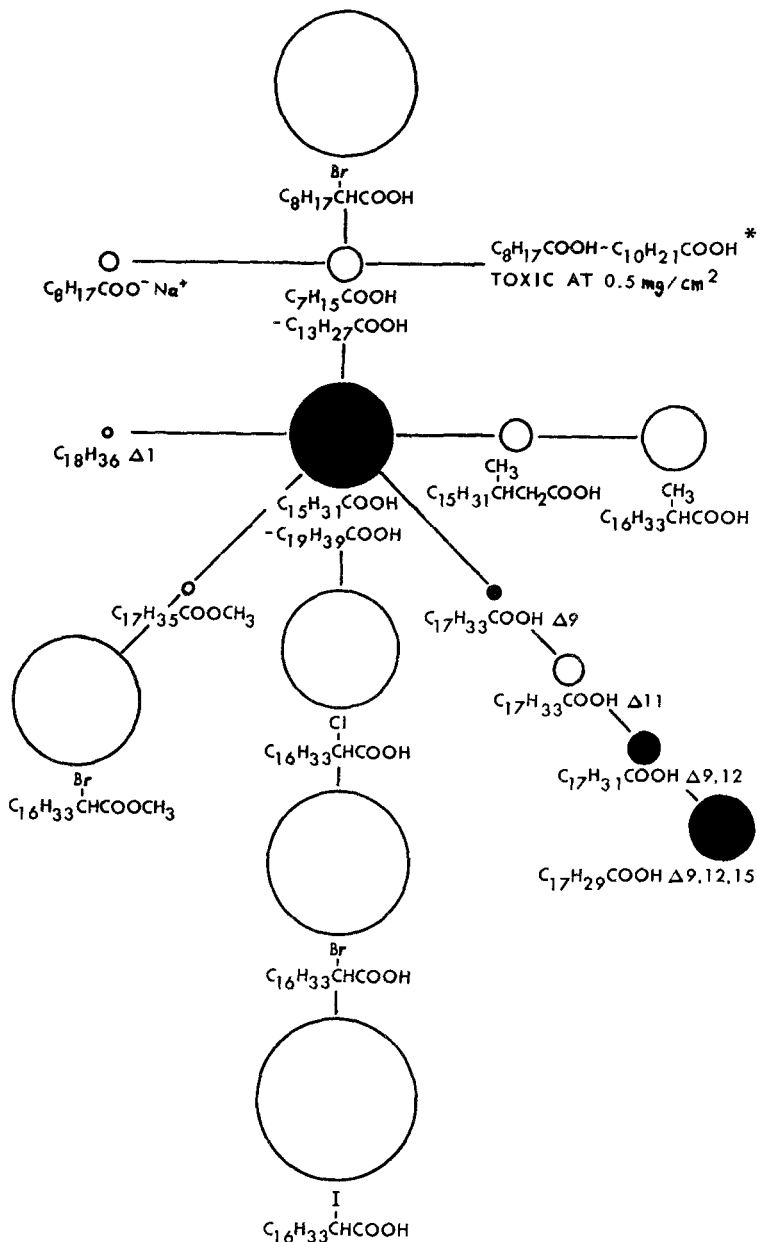 Br
C8H17CHCOOH
C8H17COO⁻Na⁺
C7H15COOH
-C13H27COOH
C8H17COOH-C10H21COOH *
TOXIC AT 0.5 mg/cm²
C18H36 Δ1
C15H31COOH
-C19H39COOH
CH3
C15H31CHCH2COOH
CH3
C16H33CHCOOH
C17H35COOCH3
C17H33COOH Δ9
C17H33COOH Δ11
Br
C16H33CHCOOCH3
Cl
C16H33CHCOOH
C17H31COOH Δ9,12
C17H29COOH Δ9,12,15
Br
C16H33CHCOOH
I
C16H33CHCOOH